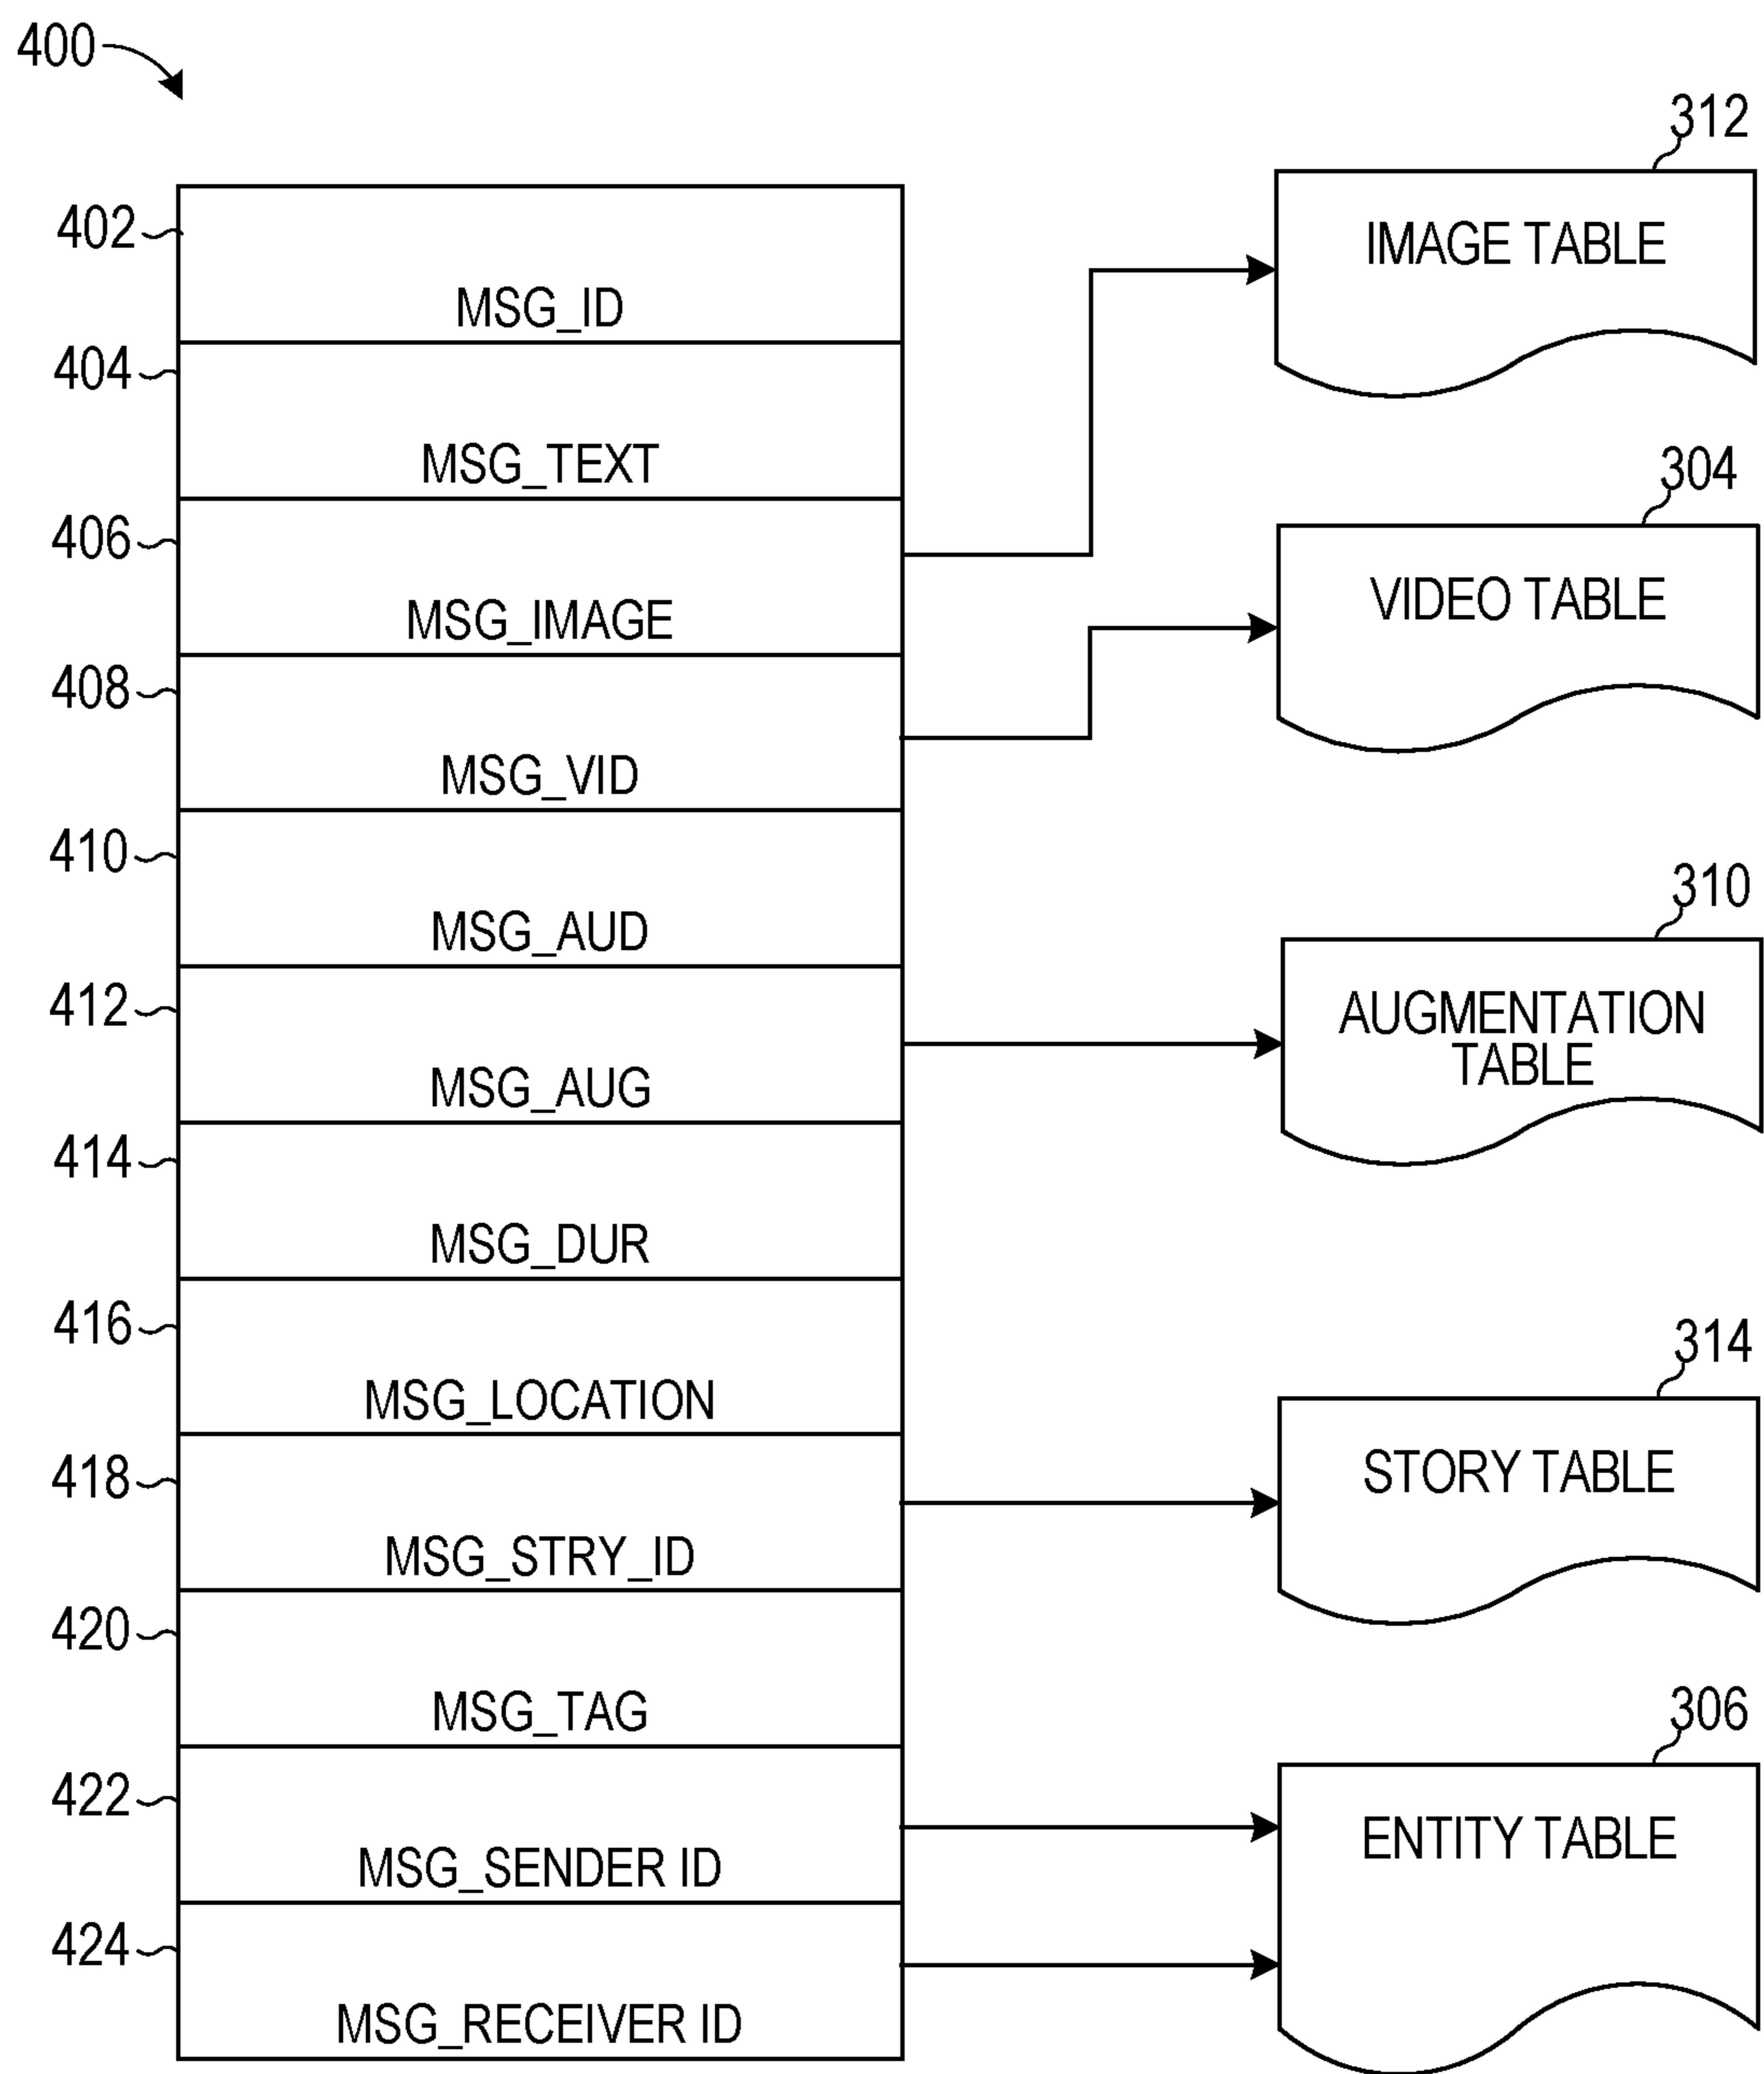 400
312
402
IMAGE TABLE
MSG_ID
404
MSG_TEXT
304
406
VIDEO TABLE
MSG_IMAGE
408
MSG_VID
410
310
MSG_AUD
412
AUGMENTATION
TABLE
MSG_AUG
414
MSG_DUR
416
314
MSG_LOCATION
418
STORY TABLE
MSG_STRY_ID
420
MSG_TAG
306
422
ENTITY TABLE
MSG_SENDER ID
424
MSG_RECEIVER ID